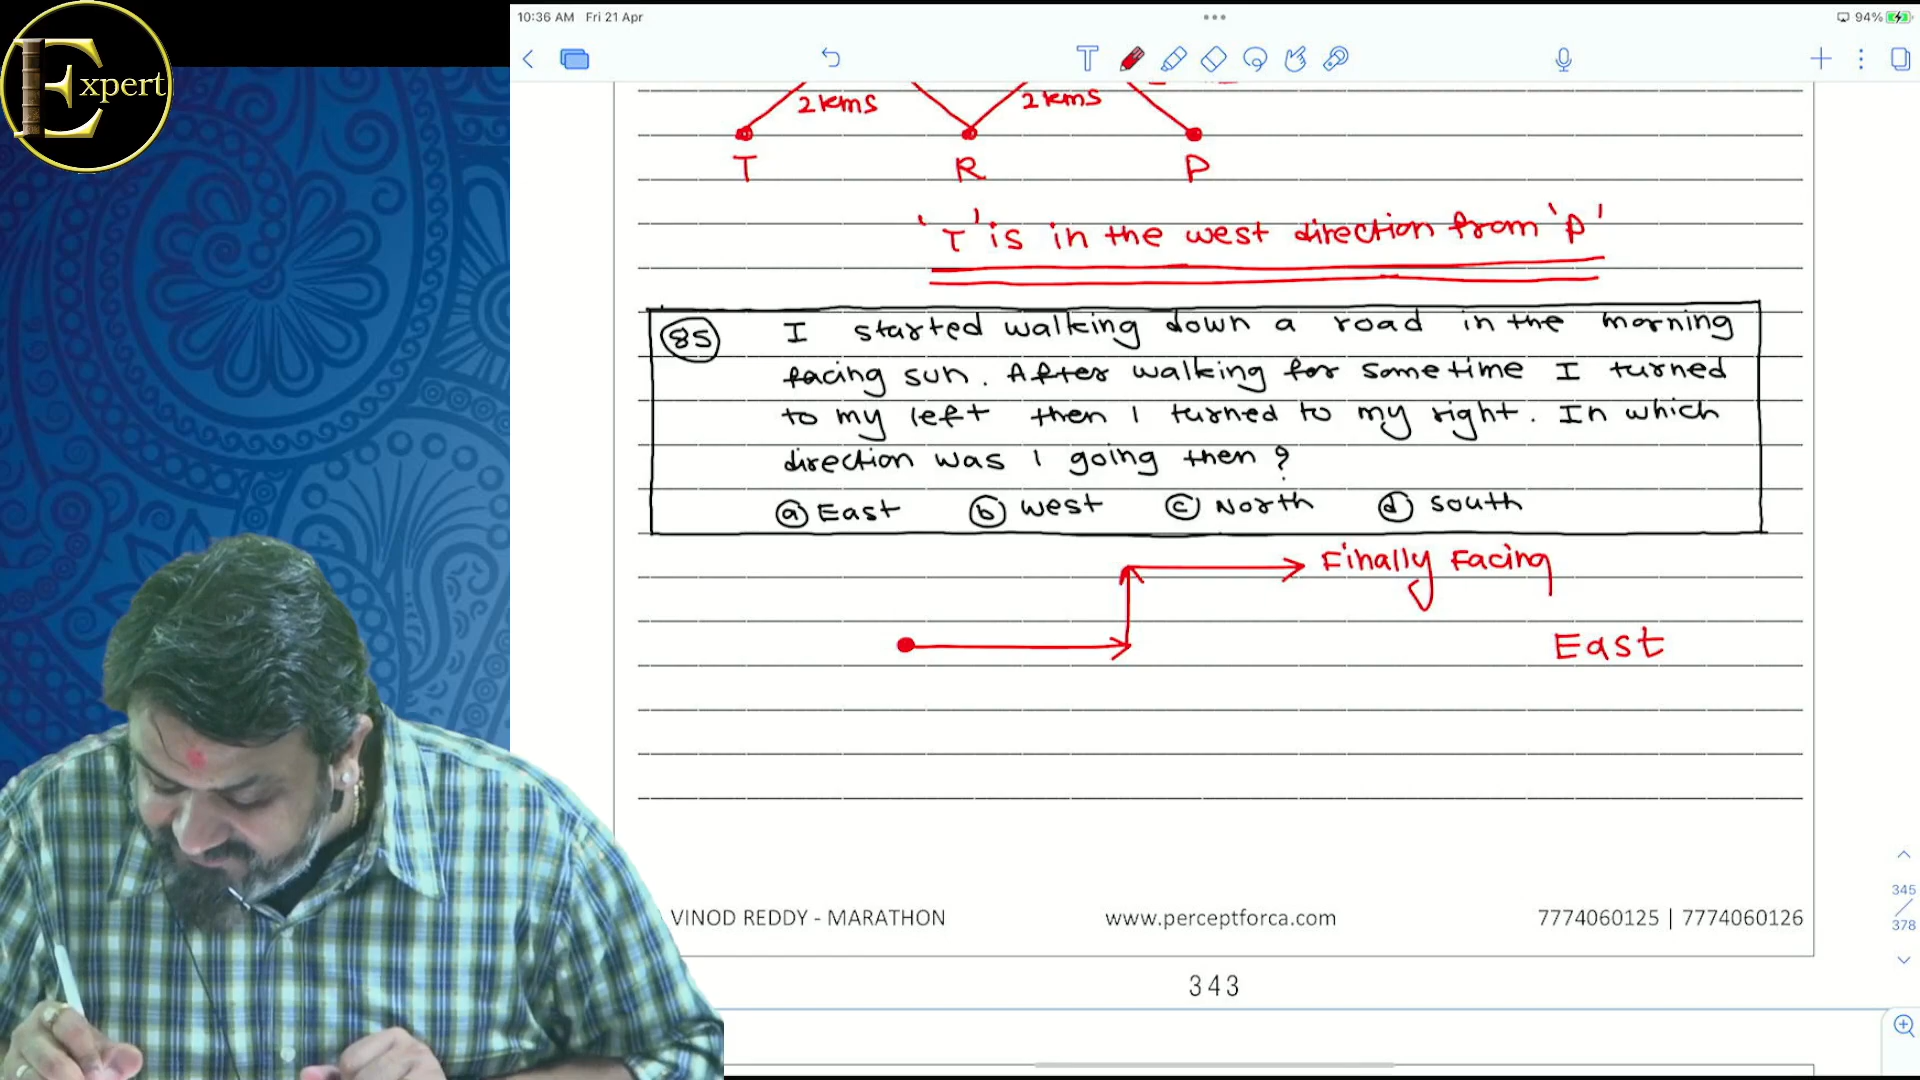 Expert
10:36 AM Fri 21 Apr
94%
2kms
2kms
T
R
P
'T' is in the west direction from 'P'
85
I started walking down a road in the morning
facing sun. After walking for sometime I turned
to my left then I turned to my right. In which
direction was I going then?
(a) East (b) west (c) North (d) south
Finally Facing
East
VINOD REDDY - MARATHON
www.perceptforca.com
7774060125 | 7774060126
345
378
343